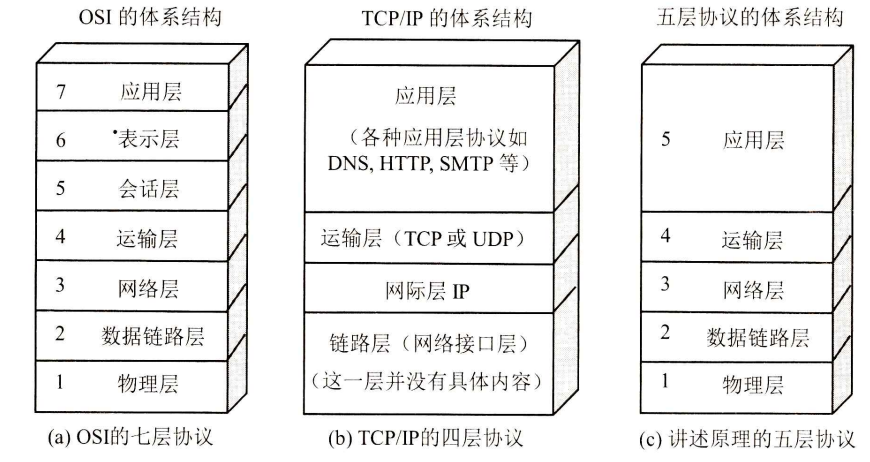 OSI 的体系结构
7 应用层
6 表示层
5 会话层
4 运输层
3 网络层
2 数据链路层
1 物理层
(a) OSI的七层协议
TCP/IP 的体系结构
应用层
（各种应用层协议如
DNS, HTTP, SMTP 等）
运输层（TCP 或 UDP）
网际层 IP
链路层（网络接口层）
（这一层并没有具体内容）
(b) TCP/IP的四层协议
五层协议的体系结构
5 应用层
4 运输层
3 网络层
2 数据链路层
1 物理层
(c) 讲述原理的五层协议